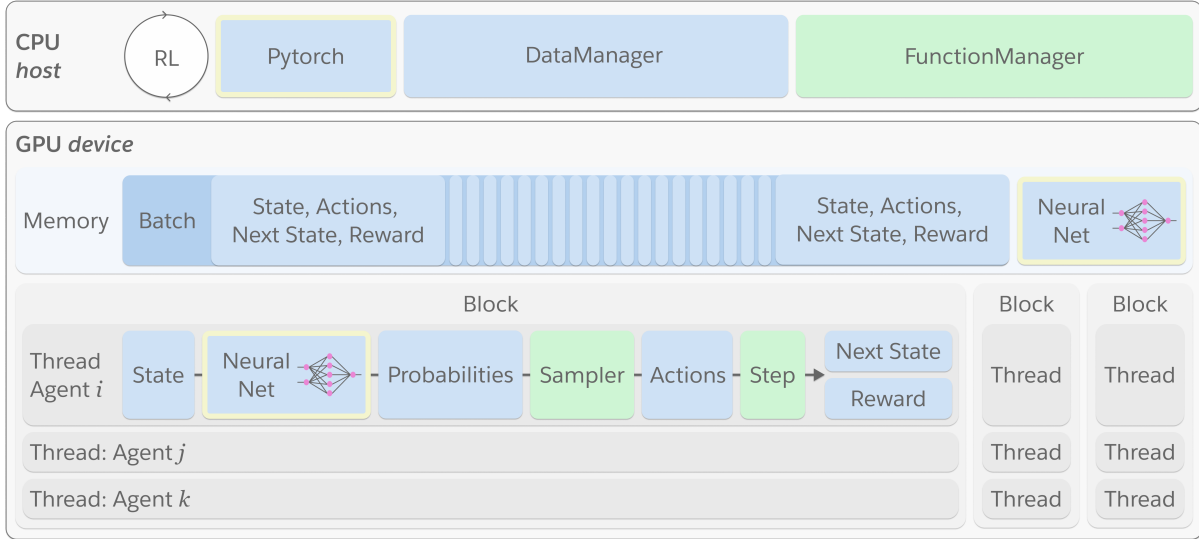 CPU
host
RL
Pytorch
DataManager
FunctionManager
GPU device
Memory
Batch
State, Actions,
Next State, Reward
State, Actions,
Next State, Reward
Neural
Net
Block
Block
Block
Thread
Agent i
State
Neural
Net
Probabilities
Sampler
Actions
Step
Next State
Reward
Thread
Thread
Thread: Agent j
Thread
Thread
Thread: Agent k
Thread
Thread